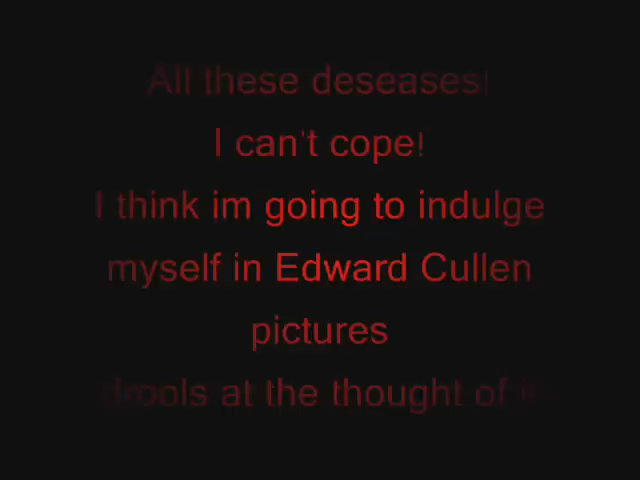 All these deseases!
I can't cope!
I think im going to indulge
myself in Edward Cullen
pictures
drools at the thought of it